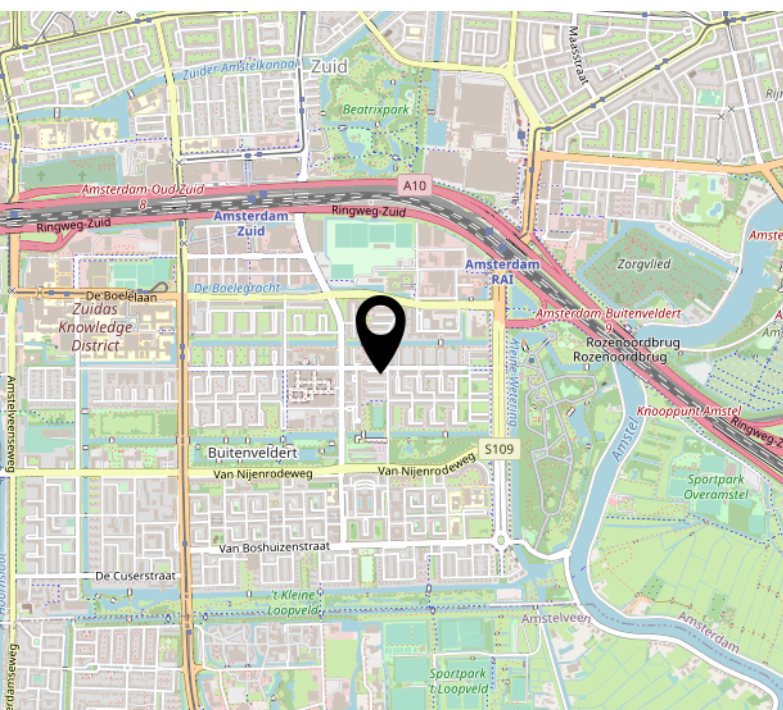 Maasstraat
Zuid
Zuider Amstelkanaal
Beatrixpark
A10
Amsterdam-Oud-Zuid
8
Ringweg-Zuid
Ringweg-Zuid
Amsterdam
Zuid
Amsterdam
RAI
Zorgvlied
De Boelegracht
De Boelelaan
Zuidas
Knowledge
District
Amsterdam-Buitenveldert
9
Rozenoordbrug
Rozenoordbrug
Kleine Wetering
Amstelveenseweg
Knooppunt Amstel
Amstel
S109
Buitenveldert
Van Nijenrodeweg
Van Nijenrodeweg
Sportpark
Overamstel
Van Boshuizenstraat
De Cuserstraat
't Kleine
Loopveld
Amstelveen
Amsterdam
Sportpark
't Loopveld